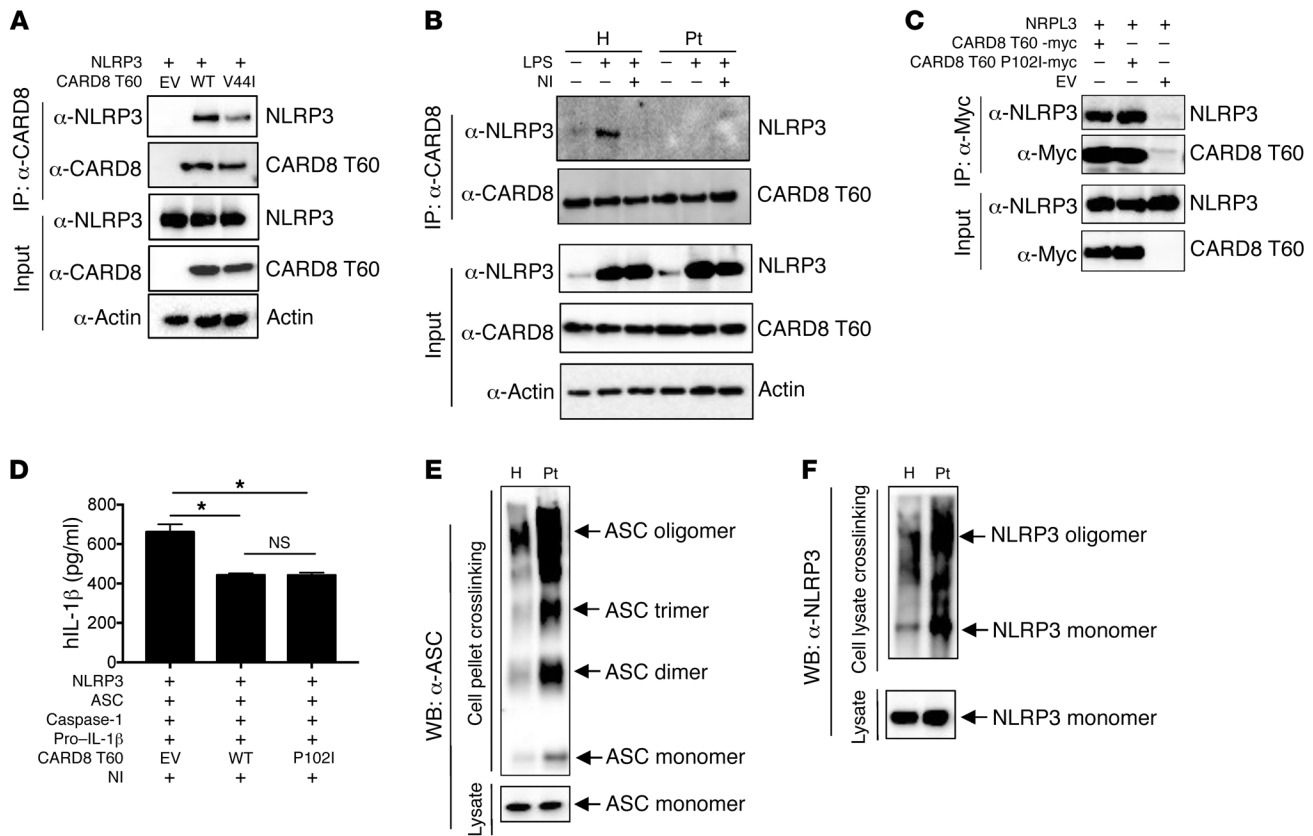 A
NLRP3 + + +
CARD8 T60 EV WT V44I
IP: α-CARD8
α-NLRP3 NLRP3
α-CARD8 CARD8 T60
Input
α-NLRP3 NLRP3
α-CARD8 CARD8 T60
α-Actin Actin
B
H Pt
LPS – + + – + +
NI – – + – – +
IP: α-CARD8
α-NLRP3 NLRP3
α-CARD8 CARD8 T60
Input
α-NLRP3 NLRP3
α-CARD8 CARD8 T60
α-Actin Actin
C
NRPL3 + + +
CARD8 T60 -myc + – –
CARD8 T60 P102I-myc – + –
EV – – +
IP: α-Myc
α-NLRP3 NLRP3
α-Myc CARD8 T60
Input
α-NLRP3 NLRP3
α-Myc CARD8 T60
D
hIL-1β (pg/ml)
800
600
400
200
0
*
*
NS
NLRP3 + + +
ASC + + +
Caspase-1 + + +
Pro–IL-1β + + +
CARD8 T60 EV WT P102I
NI + + +
E
H Pt
WB: α-ASC
Cell pellet crosslinking
ASC oligomer
ASC trimer
ASC dimer
ASC monomer
Lysate
ASC monomer
F
H Pt
WB: α-NLRP3
Cell lysate crosslinking
NLRP3 oligomer
NLRP3 monomer
Lysate
NLRP3 monomer